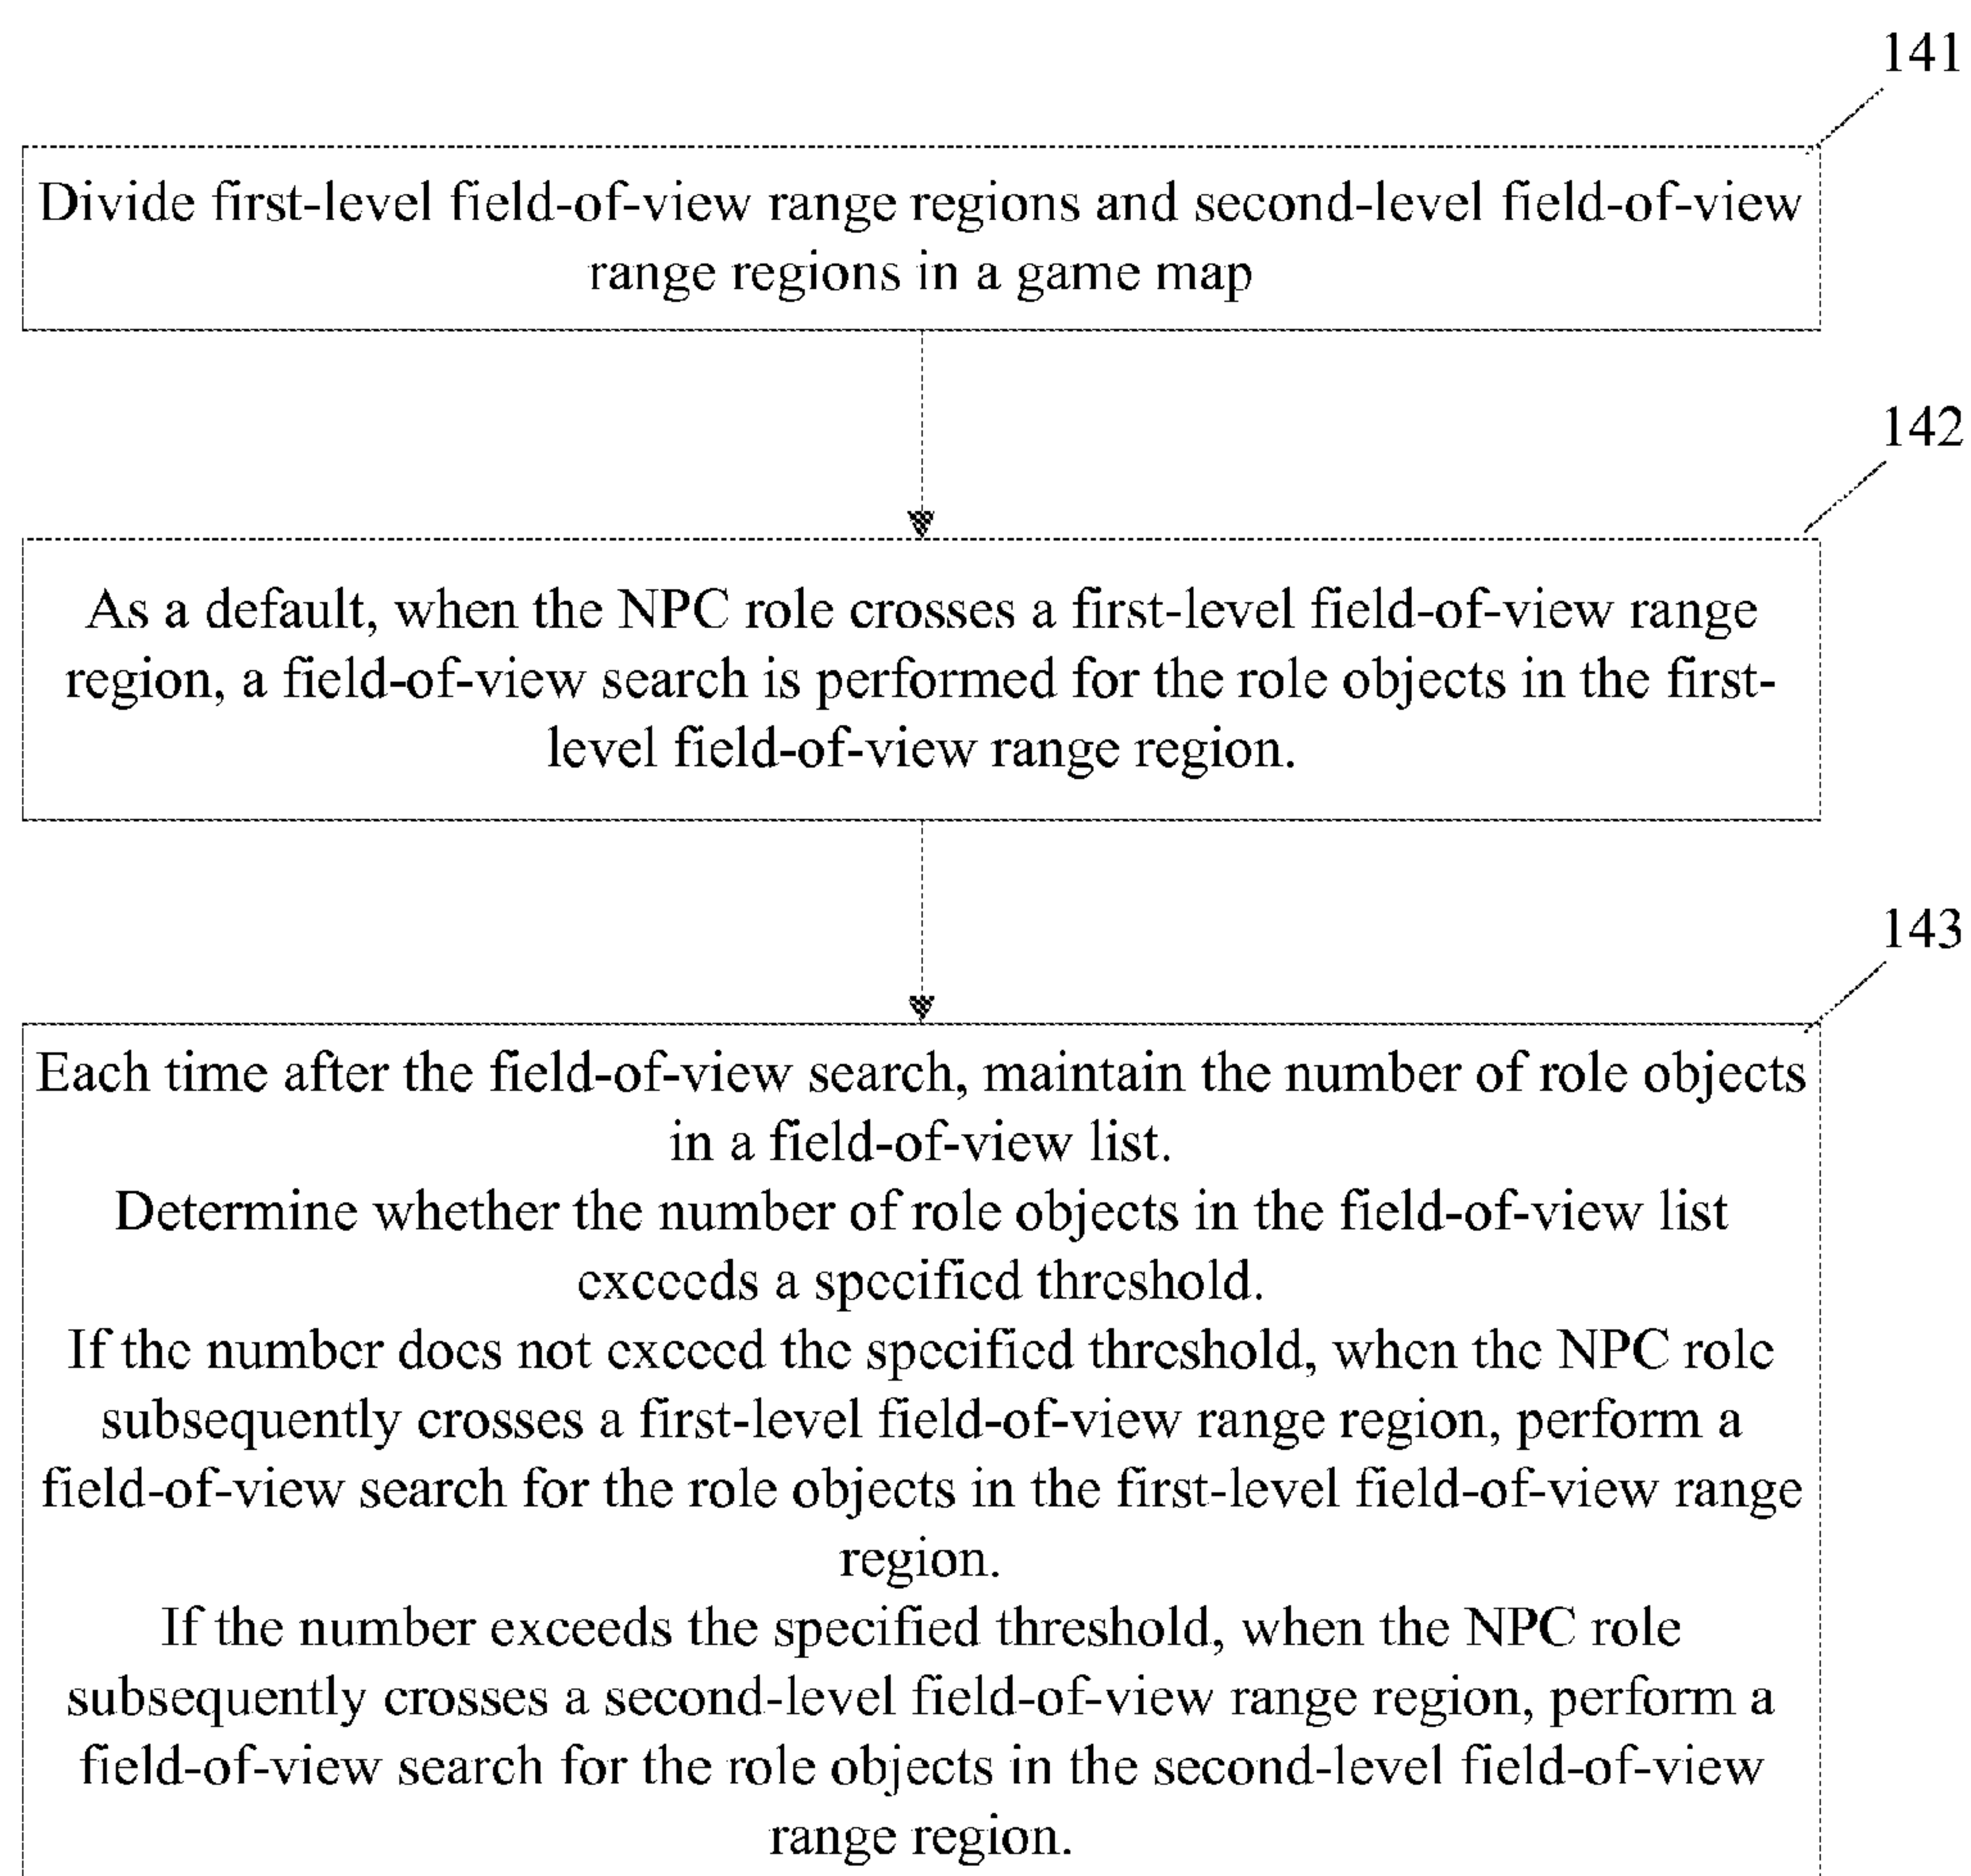 141
Divide first-level field-of-view range regions and second-level field-of-view
range regions in a game map
142
As a default, when the NPC role crosses a first-level field-of-view range
region, a field-of-view search is performed for the role objects in the first-
level field-of-view range region.
143
Each time after the field-of-view search, maintain the number of role objects
in a field-of-view list.
Determine whether the number of role objects in the field-of-view list
exceeds a specified threshold.
If the number does not exceed the specified threshold, when the NPC role
subsequently crosses a first-level field-of-view range region, perform a
field-of-view search for the role objects in the first-level field-of-view range
region.
If the number exceeds the specified threshold, when the NPC role
subsequently crosses a second-level field-of-view range region, perform a
field-of-view search for the role objects in the second-level field-of-view
range region.